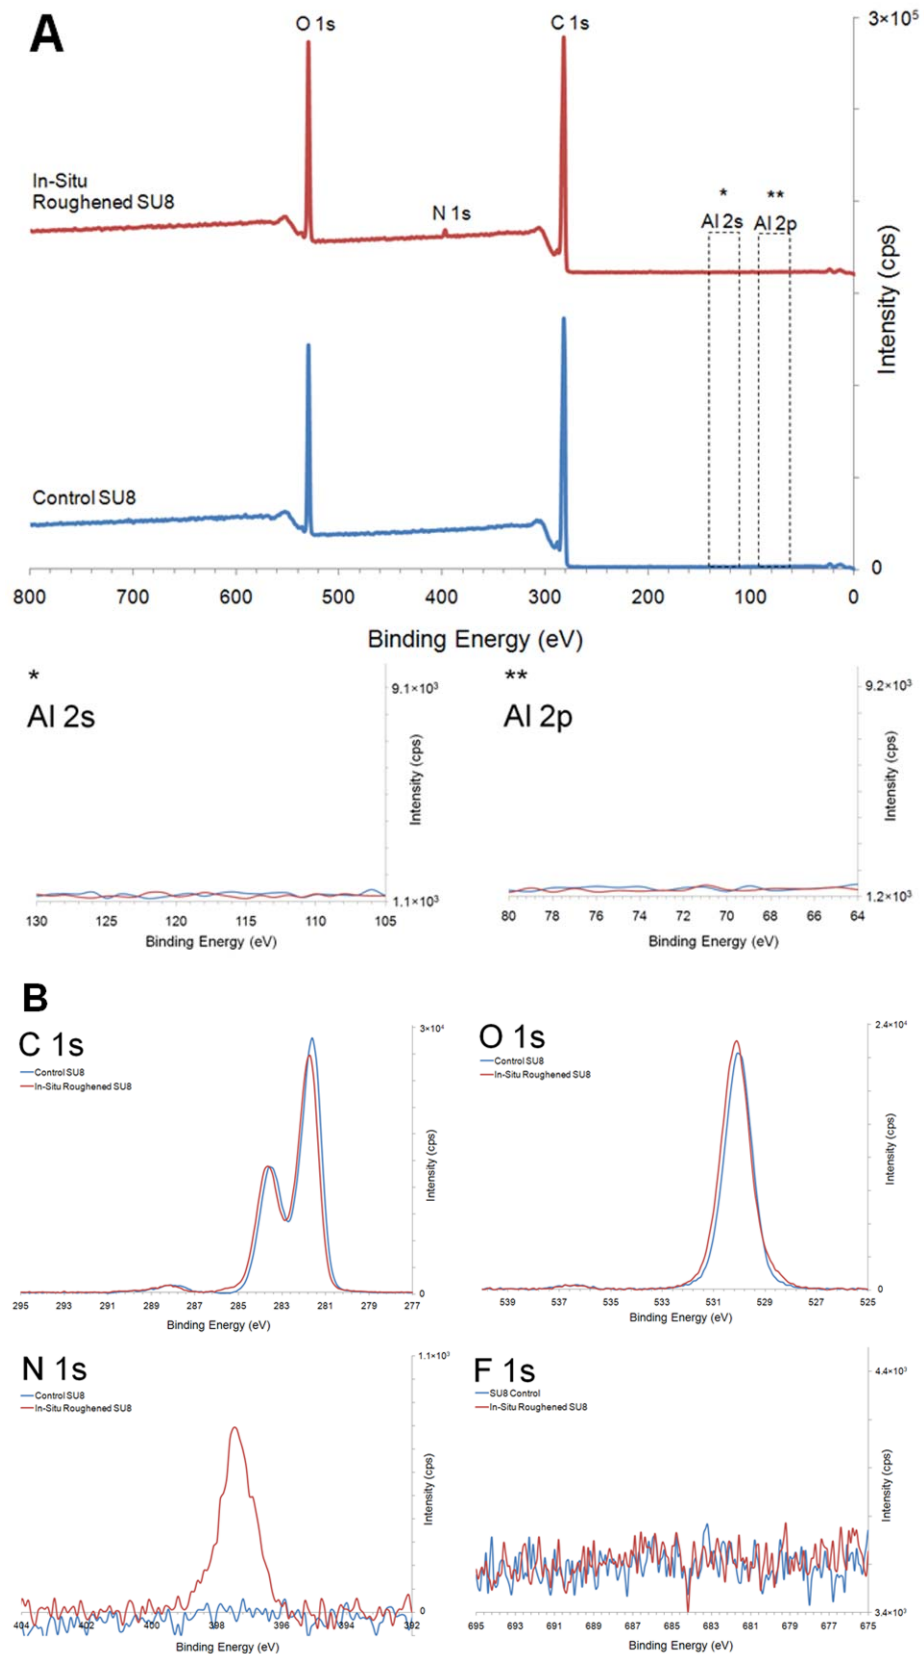 A
O 1s
C 1s
3×10⁵
In-Situ
Roughened SU8
N 1s
*
**
Al 2s
Al 2p
Intensity (cps)
Control SU8
0
800 700 600 500 400 300 200 100 0
Binding Energy (eV)
*
Al 2s
9.1×10³
Intensity (cps)
1.1×10³
130 125 120 115 110 105
Binding Energy (eV)
**
Al 2p
9.2×10³
Intensity (cps)
1.2×10³
80 78 76 74 72 70 68 66 64
Binding Energy (eV)
B
C 1s
Control SU8
In-Situ Roughened SU8
3×10⁴
Intensity (cps)
0
295 293 291 289 287 285 283 281 279 277
Binding Energy (eV)
O 1s
Control SU8
In-Situ Roughened SU8
2.4×10⁴
Intensity (cps)
0
539 537 535 533 531 529 527 525
Binding Energy (eV)
N 1s
Control SU8
In-Situ Roughened SU8
1.1×10³
Intensity (cps)
0
404 402 400 398 396 394 392
Binding Energy (eV)
F 1s
SU8 Control
In-Situ Roughened SU8
4.4×10³
Intensity (cps)
3.4×10³
695 693 691 689 687 685 683 681 679 677 675
Binding Energy (eV)